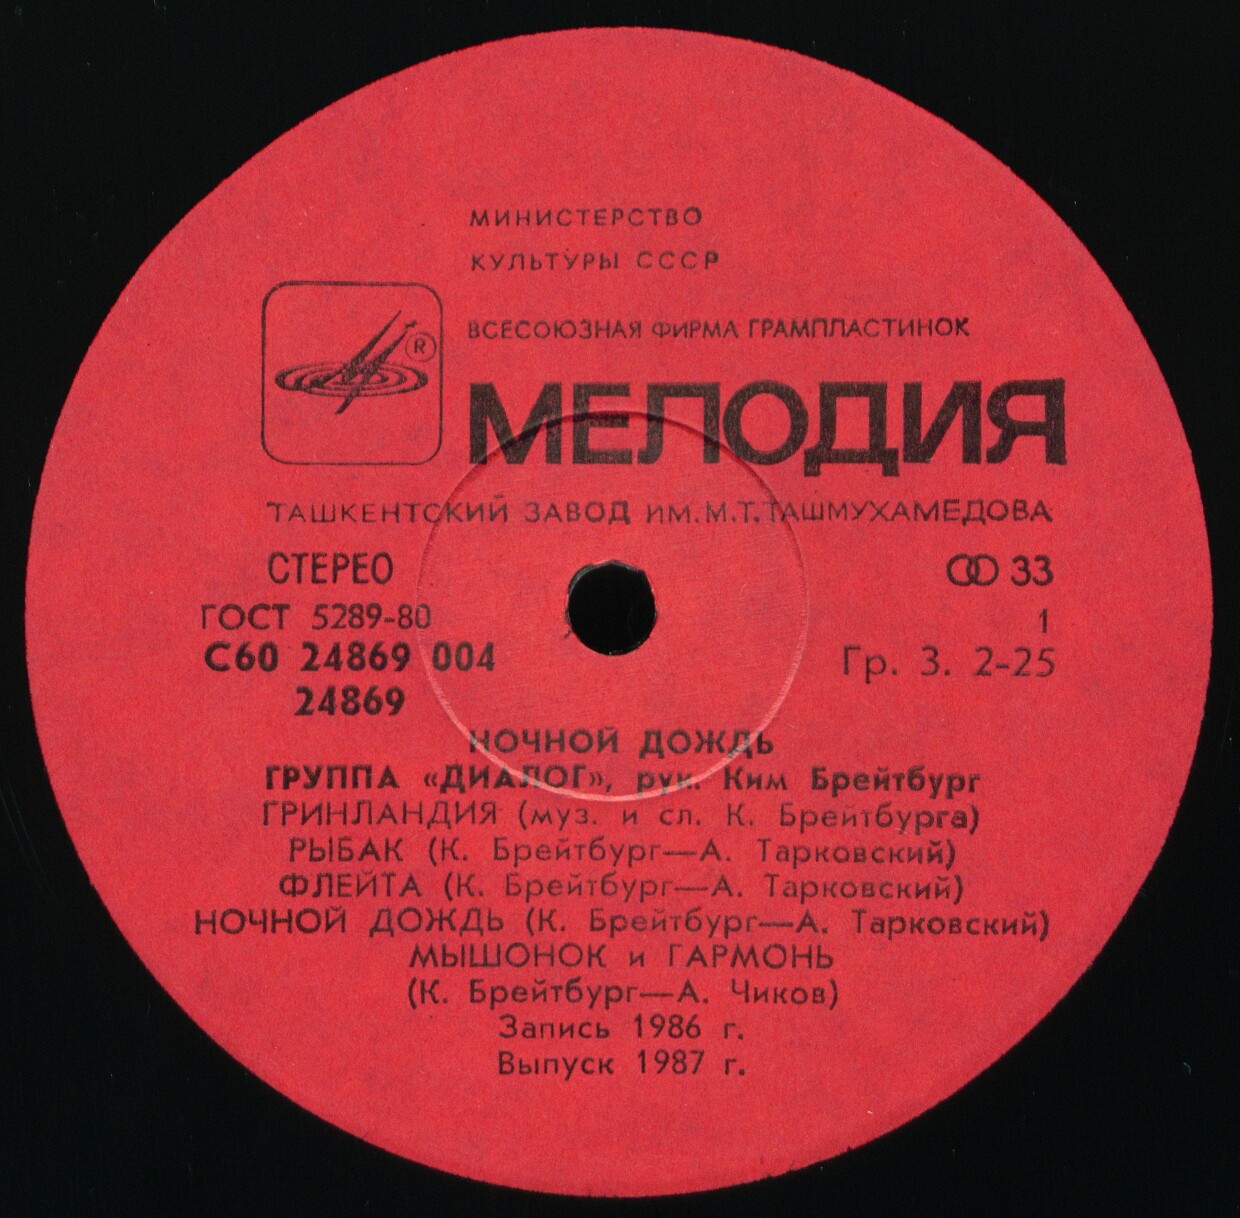 МИНИСТЕРСТВО
КУЛЬТУРЫ СССР
ВСЕСОЮЗНАЯ ФИРМА ГРАМПЛАСТИНОК
®
МЕЛОДИЯ
ТАШКЕНТСКИЙ ЗАВОД ИМ.М.Т.ТАШМУХАМЕДОВА
СТЕРЕО
33
ГОСТ 5289-80
1
С60 24869 004
Гр. 3. 2-25
24869
НОЧНОЙ ДОЖДЬ
ГРУППА «ДИАЛОГ», рук. Ким Брейтбург
ГРИНЛАНДИЯ (муз. и сл. К. Брейтбурга)
РЫБАК (К. Брейтбург—А. Тарковский)
ФЛЕЙТА (К. Брейтбург—А. Тарковский)
НОЧНОЙ ДОЖДЬ (К. Брейтбург—А. Тарковский)
МЫШОНОК и ГАРМОНЬ
(К. Брейтбург—А. Чиков)
Запись 1986 г.
Выпуск 1987 г.